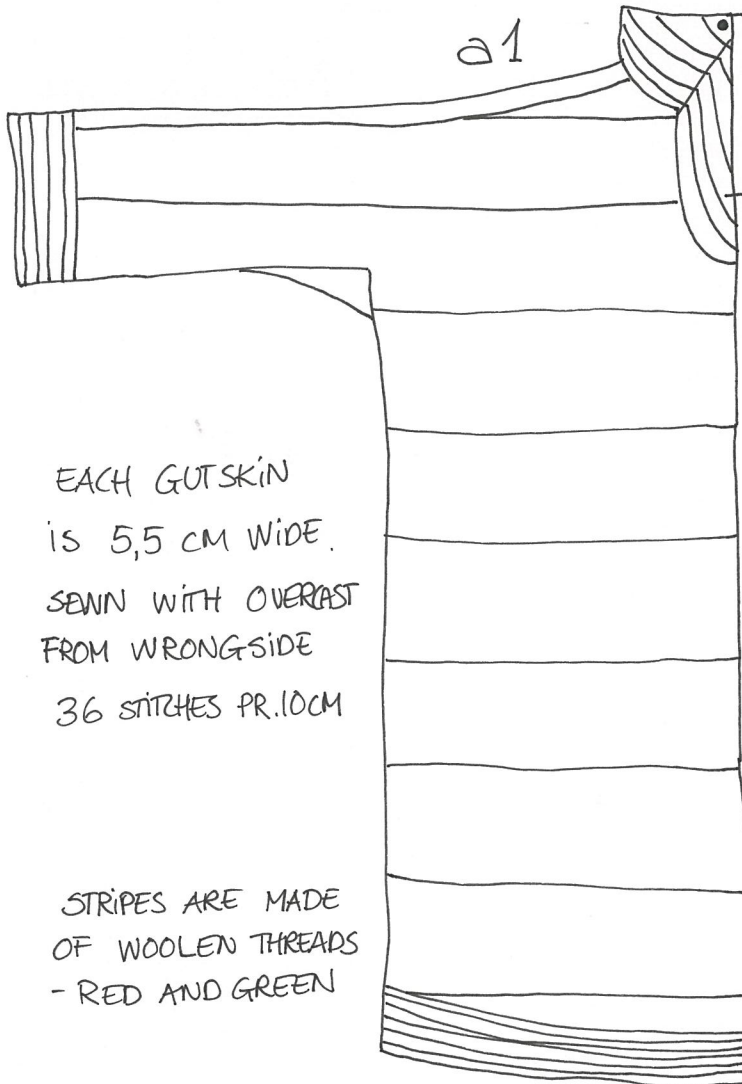 a1
EACH GUTSKiN
iS 5,5 CM WiDE.
SEWN WiTH OVERCAST
FROM WRONGSiDE
36 STiTCHES PR.10CM
STRiPES ARE MADE
OF WOOLEN THREADS
- RED AND GREEN